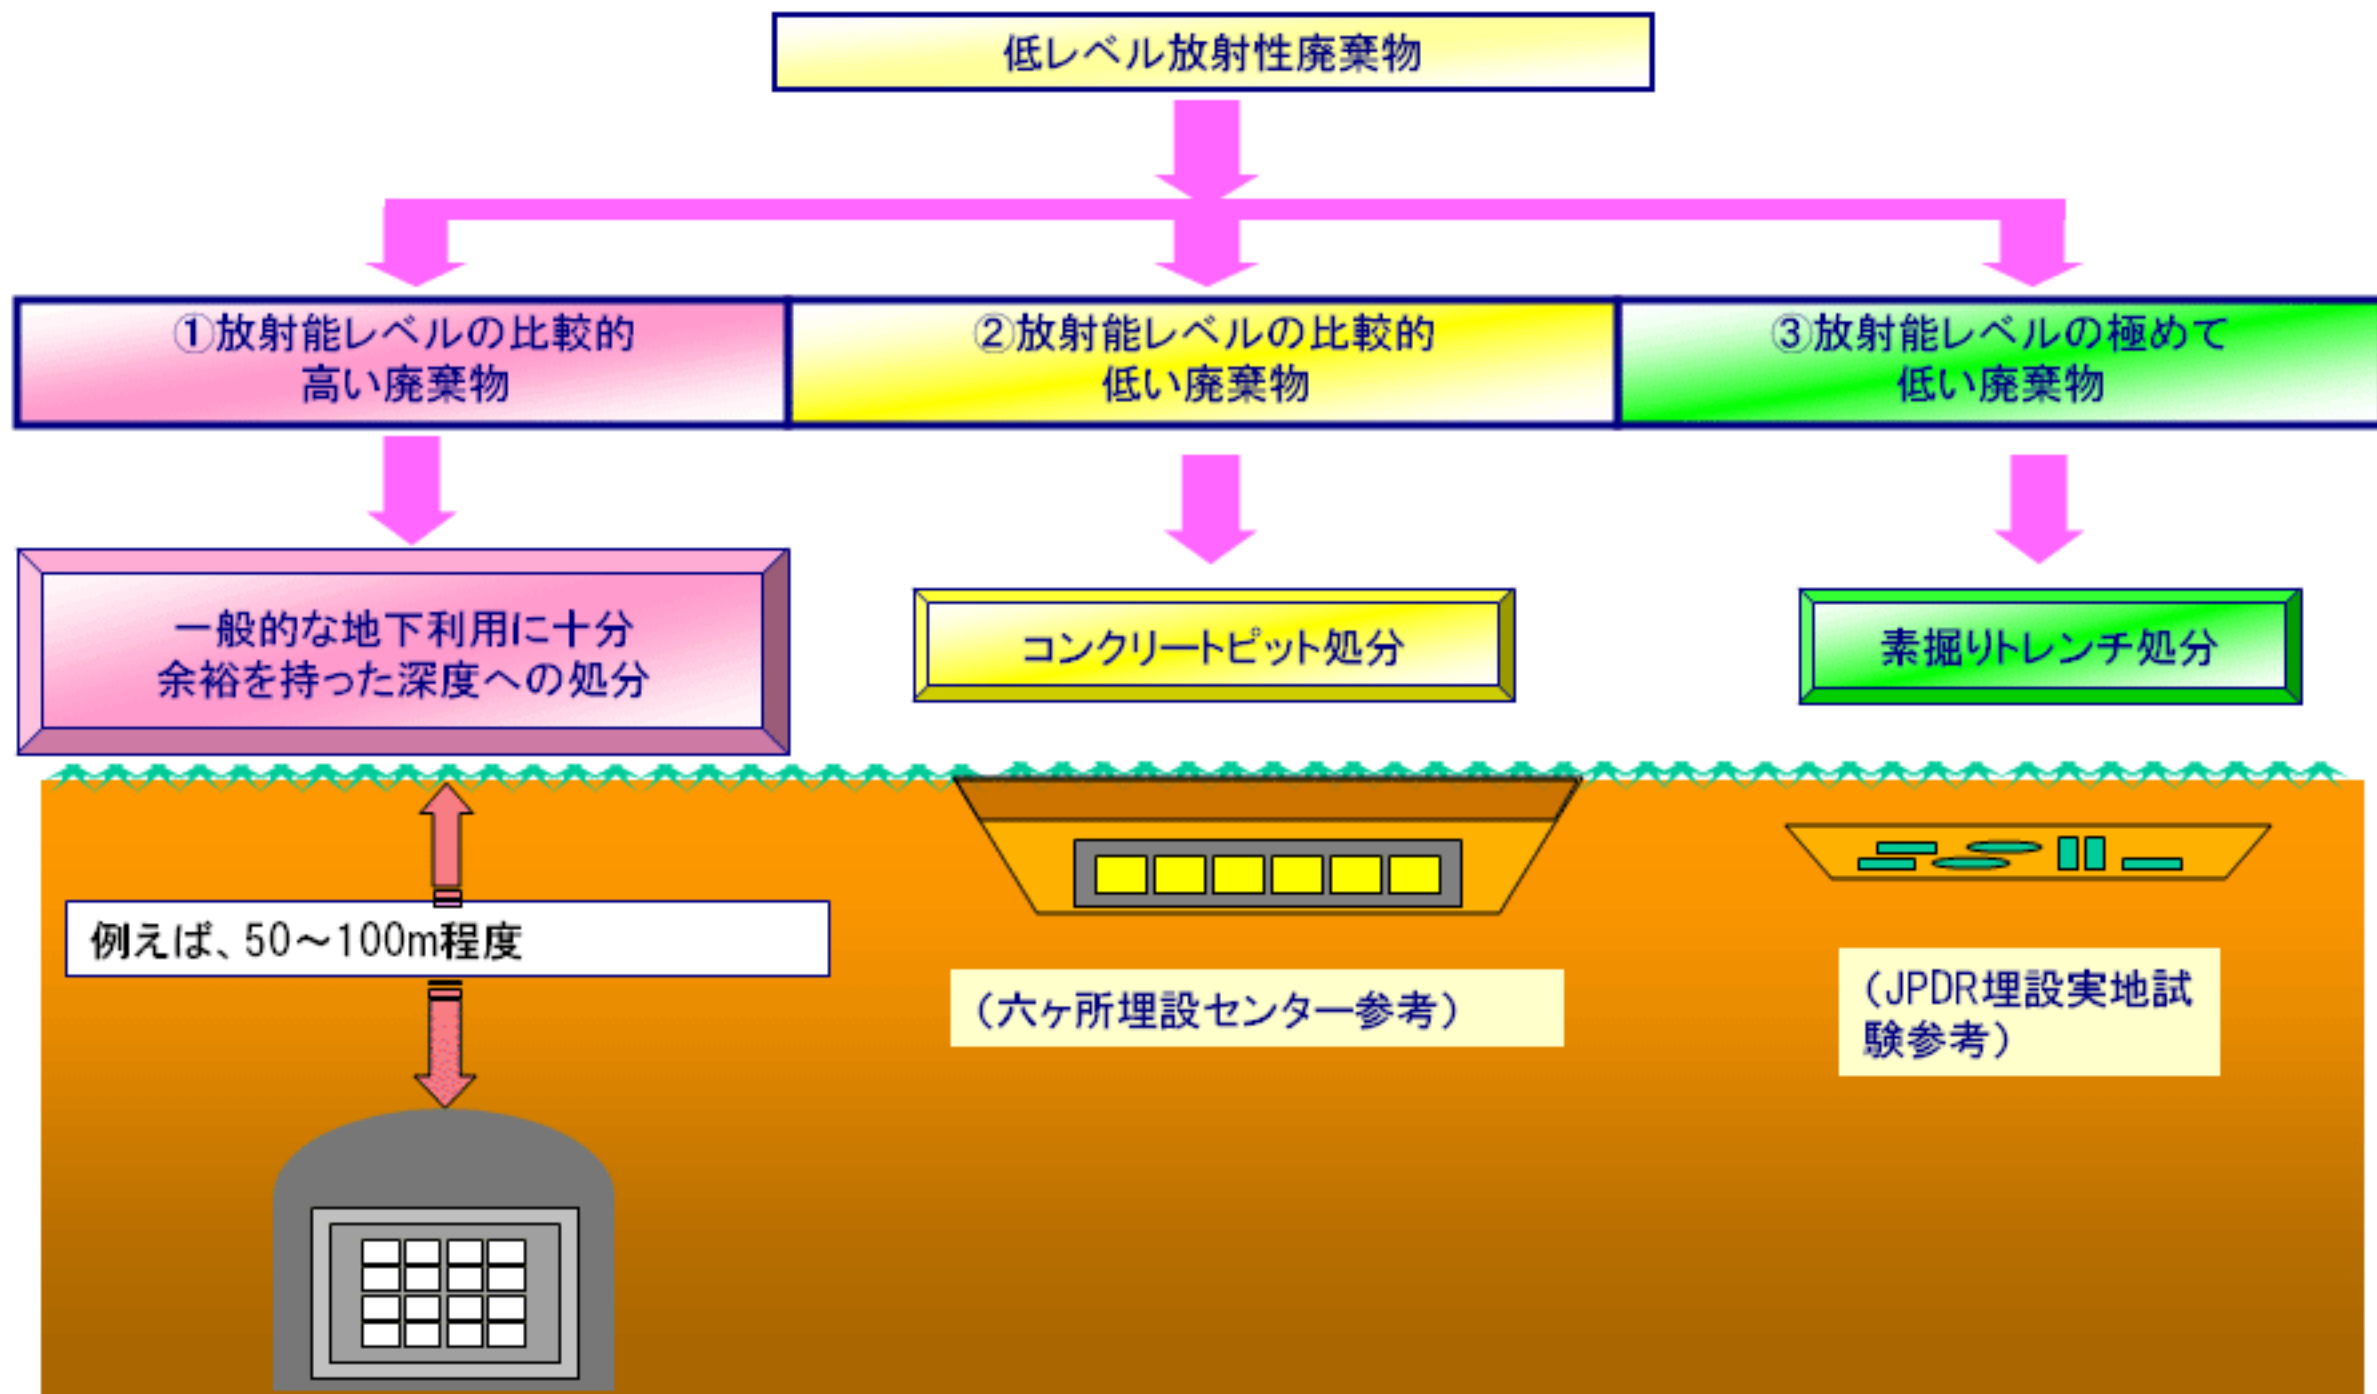 低レベル放射性廃棄物
①放射能レベルの比較的
高い廃棄物
②放射能レベルの比較的
低い廃棄物
③放射能レベルの極めて
低い廃棄物
一般的な地下利用に十分
余裕を持った深度への処分
コンクリートピット処分
素掘りトレンチ処分
例えば、50～100m程度
（六ヶ所埋設センター参考）
（JPDR埋設実地試
験参考）